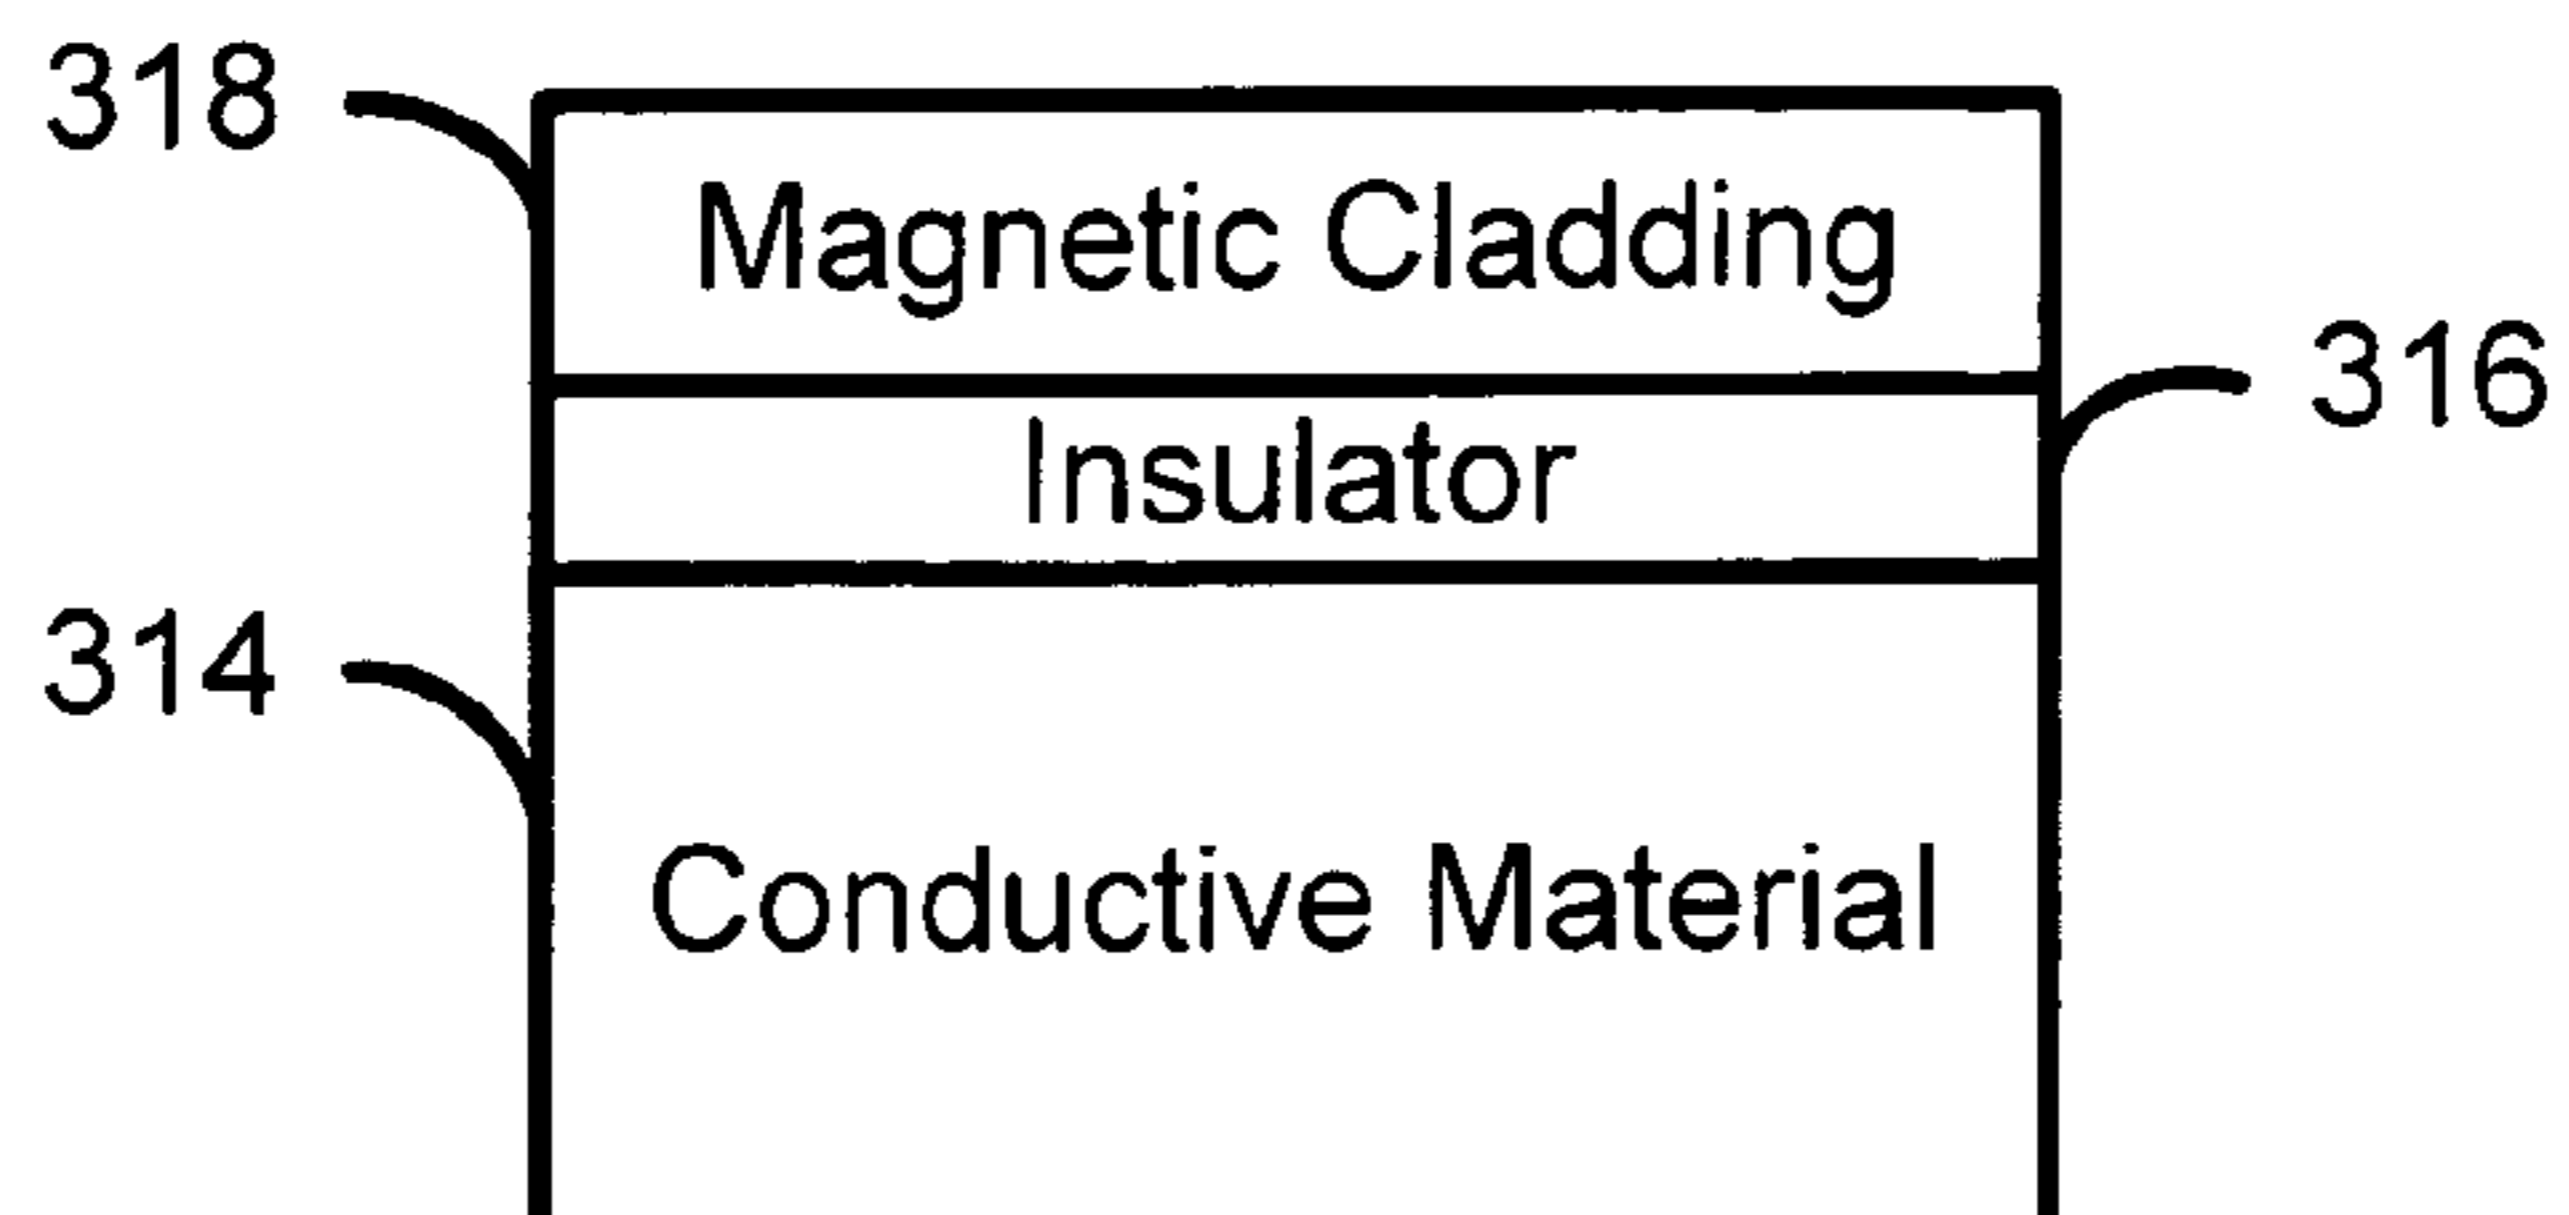 318
Magnetic Cladding
316
Insulator
314
Conductive Material